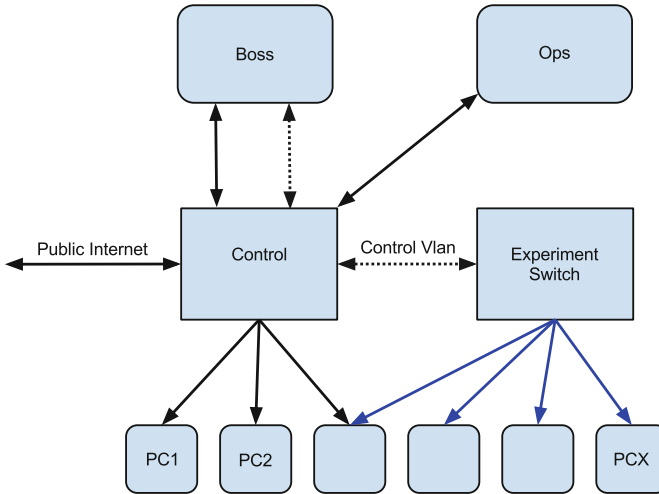 Boss
Ops
Public Internet
Control
Control Vlan
Experiment
Switch
PC1
PC2
PCX